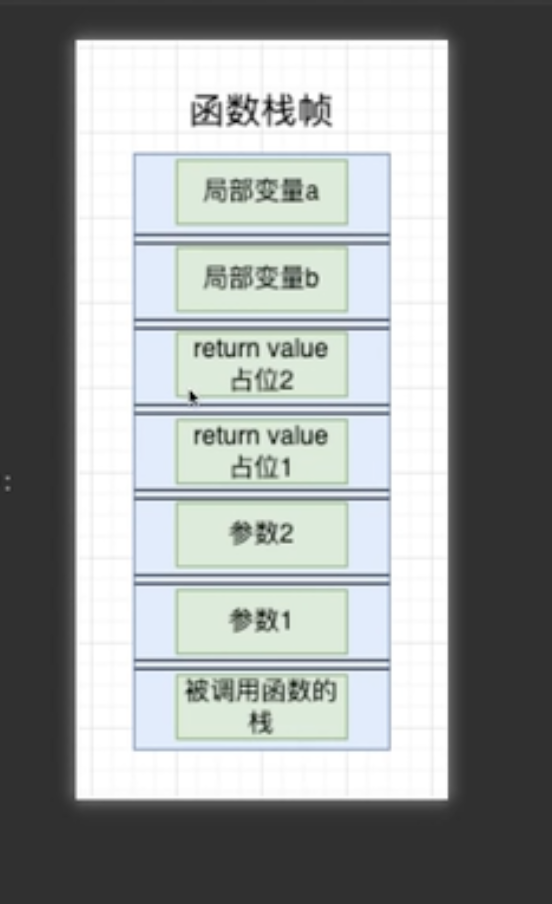 函数栈帧
局部变量a
局部变量b
return value
占位2
return value
占位1
参数2
参数1
被调用函数的
栈